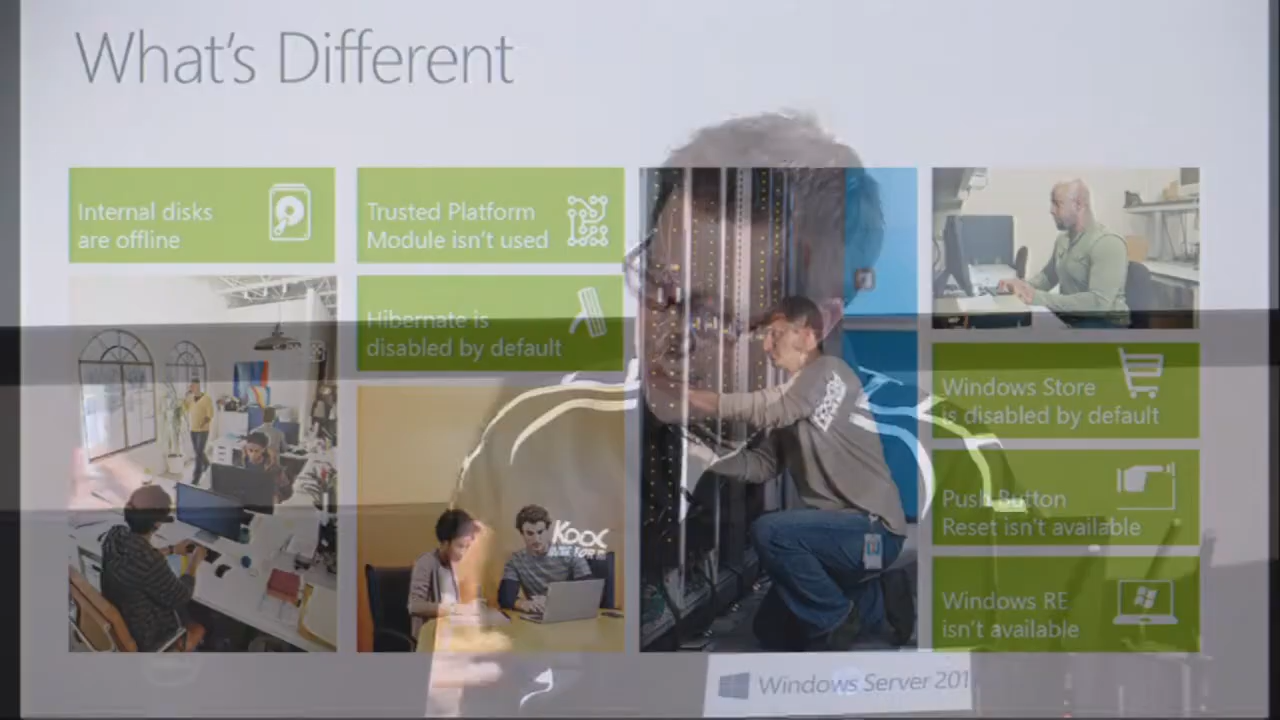 What's Different
Internal disks
are offline
Trusted Platform
Module isn't used
Hibernate is
disabled by default
Windows Store
is disabled by default
Push Button
Reset isn't available
Windows RE
isn't available
Windows Server 201